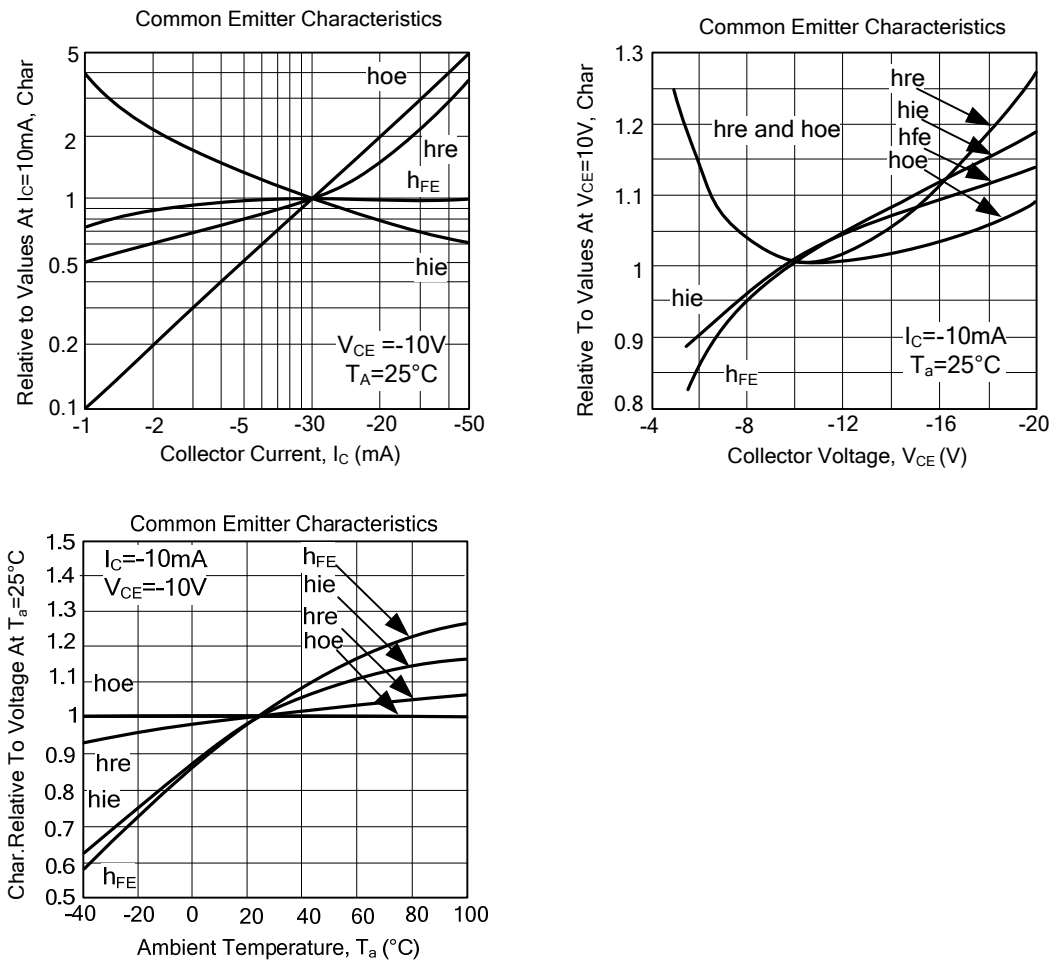 Common Emitter Characteristics
Relative to Values At IC=10mA, Char
5
2
1
0.5
0.2
0.1
hoe
hre
hFE
hie
VCE =-10V
TA=25°C
-1 -2 -5 -30 -20 -50
Collector Current, IC (mA)
Common Emitter Characteristics
Relative To Values At VCE=10V, Char
1.3
1.2
1.1
1
0.9
0.8
hre and hoe
hre
hie
hfe
hoe
hie
hFE
IC=-10mA
Ta=25°C
-4 -8 -12 -16 -20
Collector Voltage, VCE (V)
Common Emitter Characteristics
Char.Relative To Voltage At Ta=25°C
1.5
1.4
1.3
1.2
1.1
1
0.9
0.8
0.7
0.6
0.5
IC=-10mA
VCE=-10V
hFE
hie
hre
hoe
hoe
hre
hie
hFE
-40 -20 0 20 40 60 80 100
Ambient Temperature, Ta (°C)